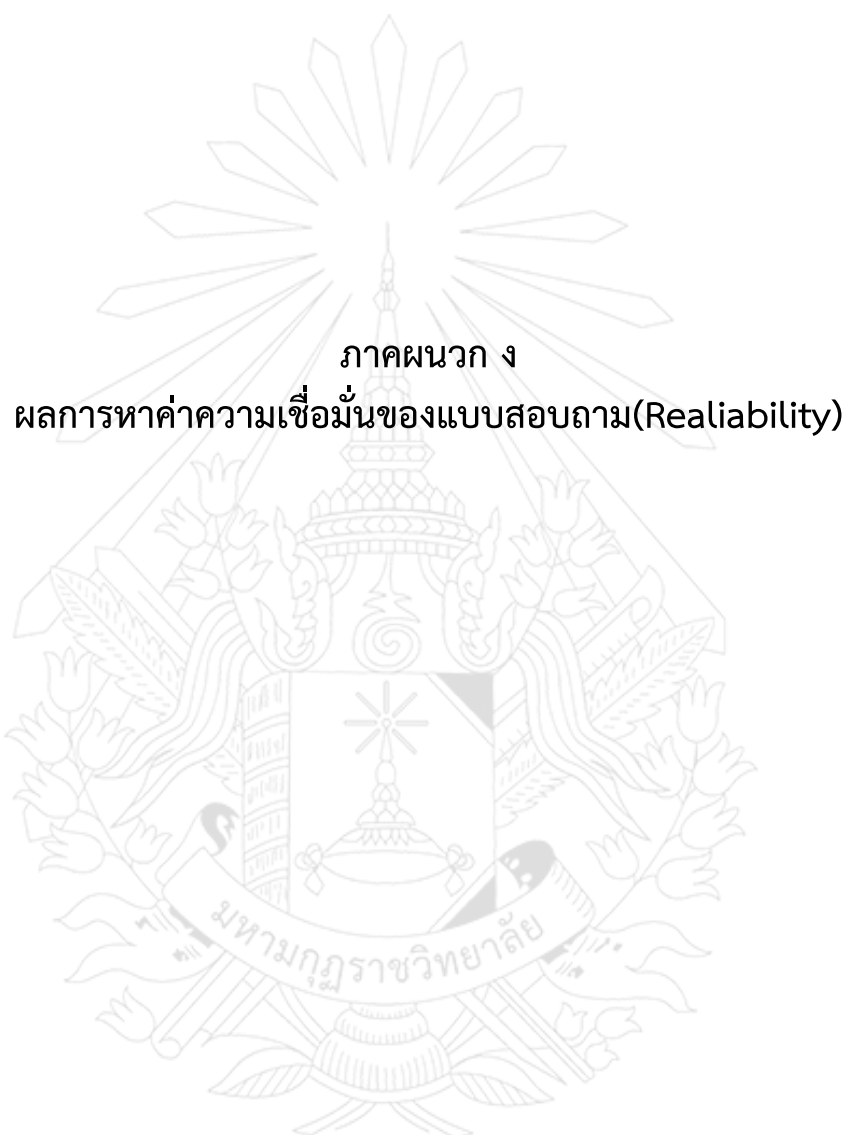 ภาคผนวก ง
ผลการหาค่าความเชื่อมั่นของแบบสอบถาม(Realiability)
มหามกุฏราชวิทยาลัย